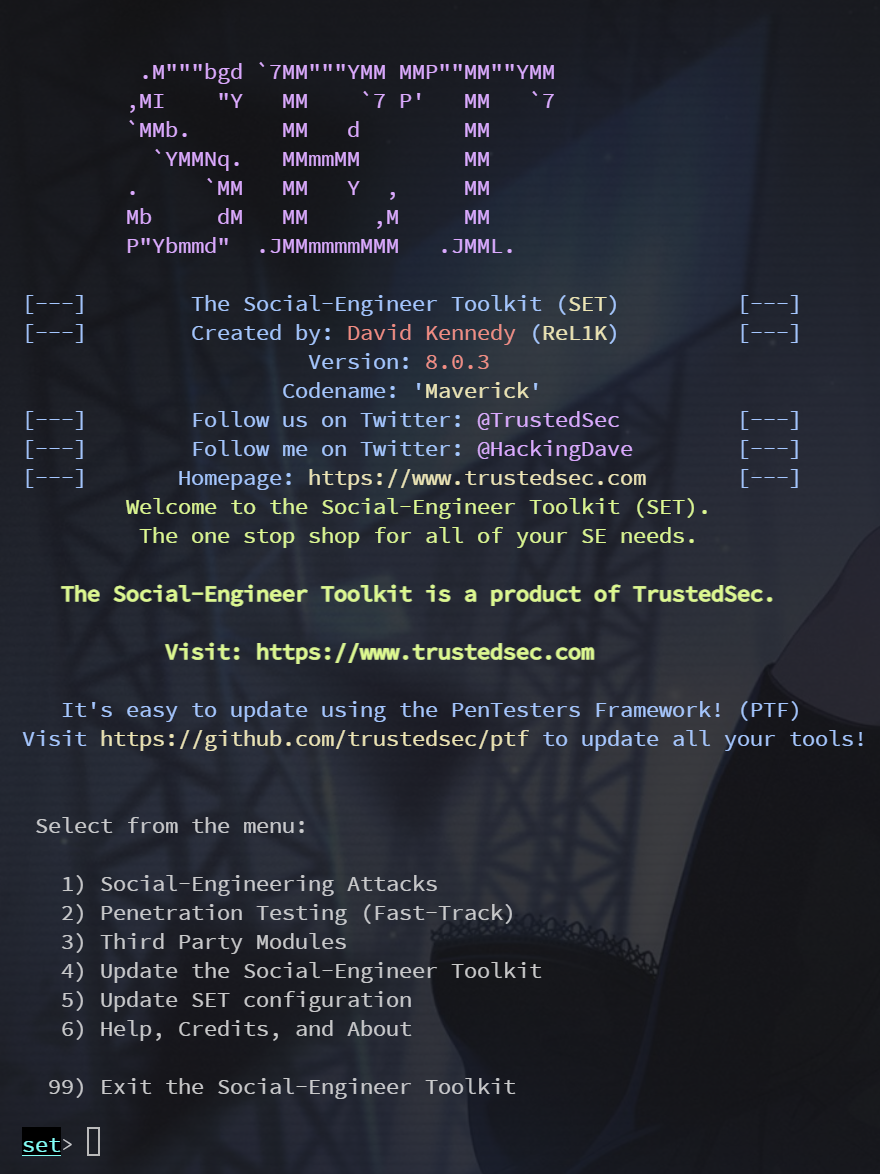 .M"""bgd `7MM"""YMM MMP""MM""YMM
,MI    "Y   MM    `7 P'   MM   `7
`MMb.       MM   d        MM
  `YMMNq.   MMmmMM        MM
.     `MM   MM   Y  ,     MM
Mb     dM   MM     ,M     MM
P"Ybmmd"  .JMMmmmmMMM   .JMML.
[---]        The Social-Engineer Toolkit (SET)         [---]
[---]        Created by: David Kennedy (ReL1K)         [---]
Version: 8.0.3
Codename: 'Maverick'
[---]        Follow us on Twitter: @TrustedSec         [---]
[---]        Follow me on Twitter: @HackingDave        [---]
[---]       Homepage: https://www.trustedsec.com       [---]
Welcome to the Social-Engineer Toolkit (SET).
The one stop shop for all of your SE needs.
The Social-Engineer Toolkit is a product of TrustedSec.
Visit: https://www.trustedsec.com
It's easy to update using the PenTesters Framework! (PTF)
Visit https://github.com/trustedsec/ptf to update all your tools!
Select from the menu:
1) Social-Engineering Attacks
2) Penetration Testing (Fast-Track)
3) Third Party Modules
4) Update the Social-Engineer Toolkit
5) Update SET configuration
6) Help, Credits, and About
99) Exit the Social-Engineer Toolkit
set>